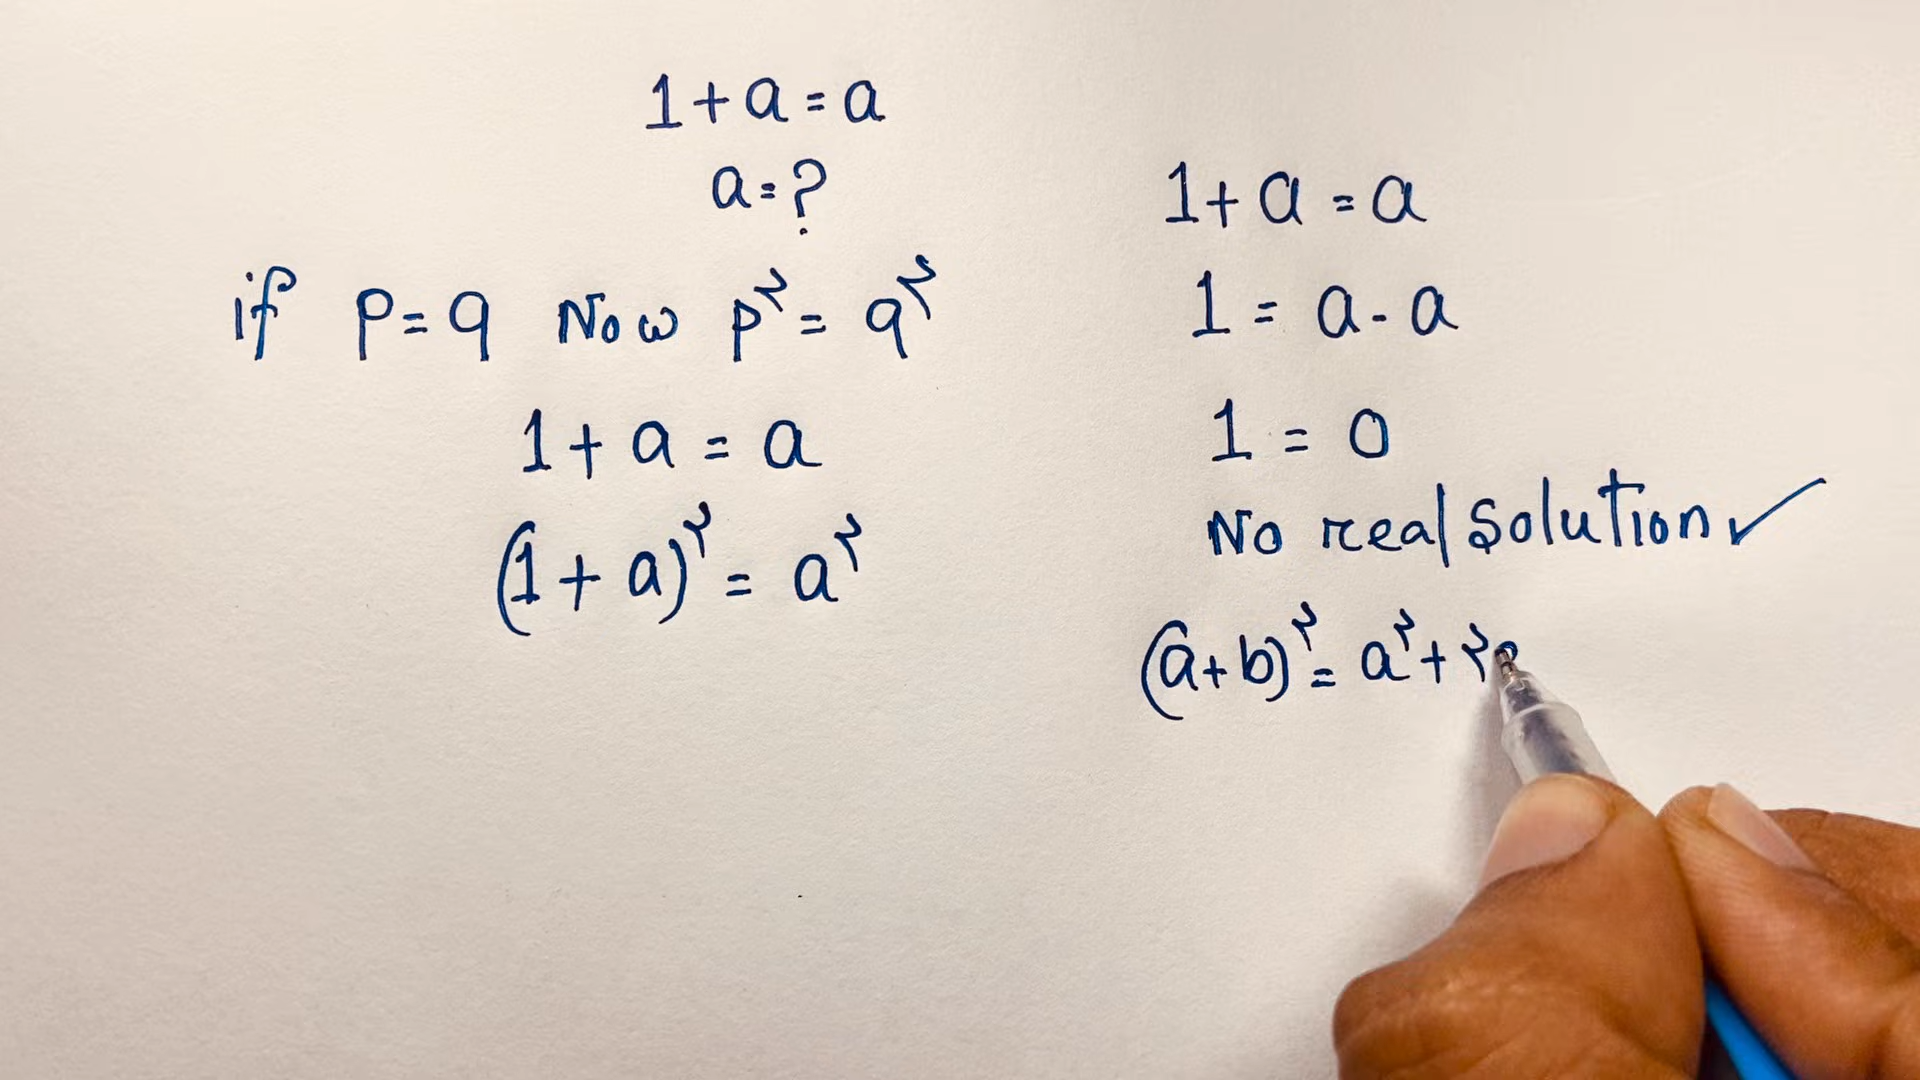 1+a=a
a=?
if p=q Now p²=q²
1+a=a
(1+a)²=a²
1+a=a
1=a-a
1=0
No real solution✓
(a+b)²=a²+2